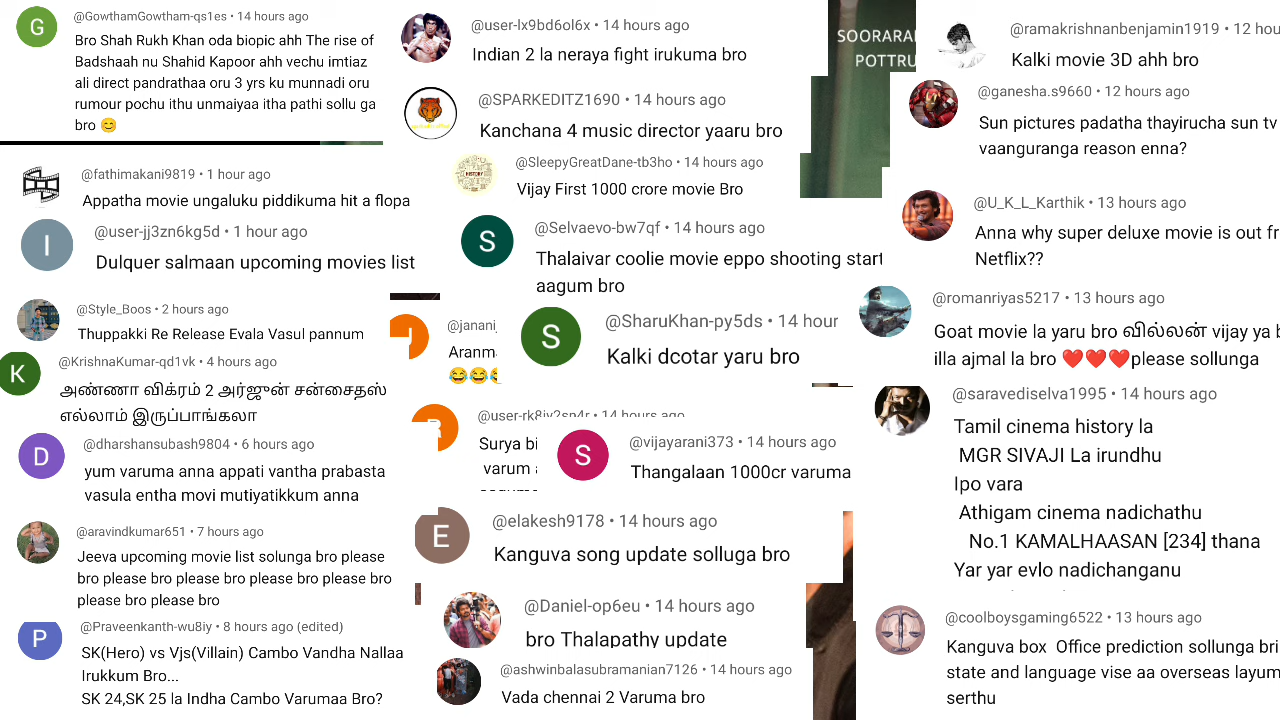 @GowthamGowtham-qs1es • 14 hours ago
G
Bro Shah Rukh Khan oda biopic ahh The rise of
Badshaah nu Shahid Kapoor ahh vechu imtiaz
ali direct pandrathaa oru 3 yrs ku munnadi oru
rumour pochu ithu unmayaa itha pathi sollu ga
bro 😊
@fathimakani9819 • 1 hour ago
Appatha movie ungaluku piddikuma hit a flopa
@user-jj3zn6kg5d • 1 hour ago
I
Dulquer salmaan upcoming movies list
@Style_Boos • 2 hours ago
Thuppakki Re Release Evala Vasul pannum
@KrishnaKumar-qd1vk • 4 hours ago
K
அண்ணா விக்ரம் 2 அர்ஜுன் சன்சைதஸ்
எல்லாம் இருப்பாங்கலா
@dharshansubash9804 • 6 hours ago
D
yum varuma anna appati vantha prabasta
vasula entha movi mutiyatikkum anna
@aravindkumar651 • 7 hours ago
Jeeva upcoming movie list solunga bro please
bro please bro please bro please bro please bro
please bro please bro
@Praveenkanth-wu8iy • 8 hours ago (edited)
P
SK(Hero) vs Vjs(Villain) Cambo Vandha Nallaa
Irukkum Bro...
SK 24,SK 25 la Indha Cambo Varumaa Bro?
@user-lx9bd6ol6x • 14 hours ago
Indian 2 la neraya fight irukuma bro
@SPARKEDITZ1690 • 14 hours ago
Kanchana 4 music director yaaru bro
@SleepyGreatDane-tb3ho • 14 hours ago
HISTORY
Vijay First 1000 crore movie Bro
@Selvaevo-bw7qf • 14 hours ago
S
Thalaivar coolie movie eppo shooting start
aagum bro
@janani
Aranm
😂😂😂
@SharuKhan-py5ds • 14 hour
S
Kalki dcotar yaru bro
@user-rk8iv2sn4r • 14 hours ago
Surya bi
varum
@vijayarani373 • 14 hours ago
S
Thangalaan 1000cr varuma
@elakesh9178 • 14 hours ago
E
Kanguva song update solluga bro
@Daniel-op6eu • 14 hours ago
bro Thalapathy update
@ashwinbalasubramanian7126 • 14 hours ago
Vada chennai 2 Varuma bro
SOORARA
POTTRU
@ramakrishnanbenjamin1919 • 12 hou
Kalki movie 3D ahh bro
@ganesha.s9660 • 12 hours ago
Sun pictures padatha thayirucha sun tv
vaanguranga reason enna?
@U_K_L_Karthik • 13 hours ago
Anna why super deluxe movie is out fr
Netflix??
@romanriyas5217 • 13 hours ago
Goat movie la yaru bro வில்லன் vijay ya b
illa ajmal la bro ❤️❤️❤️please sollunga
@saravediselva1995 • 14 hours ago
Tamil cinema history la
MGR SIVAJI La irundhu
Ipo vara
Athigam cinema nadichathu
No.1 KAMALHAASAN [234] thana
Yar yar evlo nadichanganu
@coolboysgaming6522 • 13 hours ago
Kanguva box Office prediction sollunga bri
state and language vise aa overseas layum
serthu